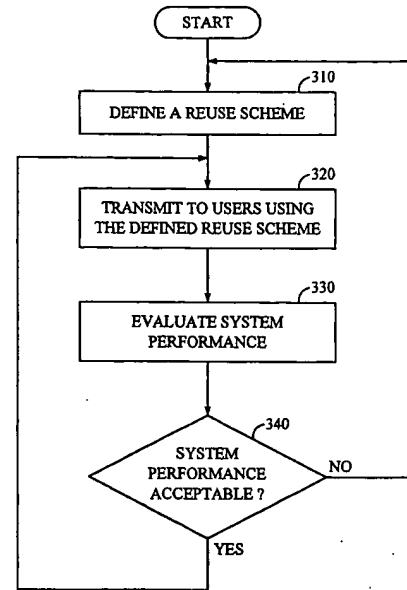 START
310
DEFINE A REUSE SCHEME
320
TRANSMIT TO USERS USING
THE DEFINED REUSE SCHEME
330
EVALUATE SYSTEM
PERFORMANCE
340
SYSTEM
PERFORMANCE
ACCEPTABLE ?
NO
YES